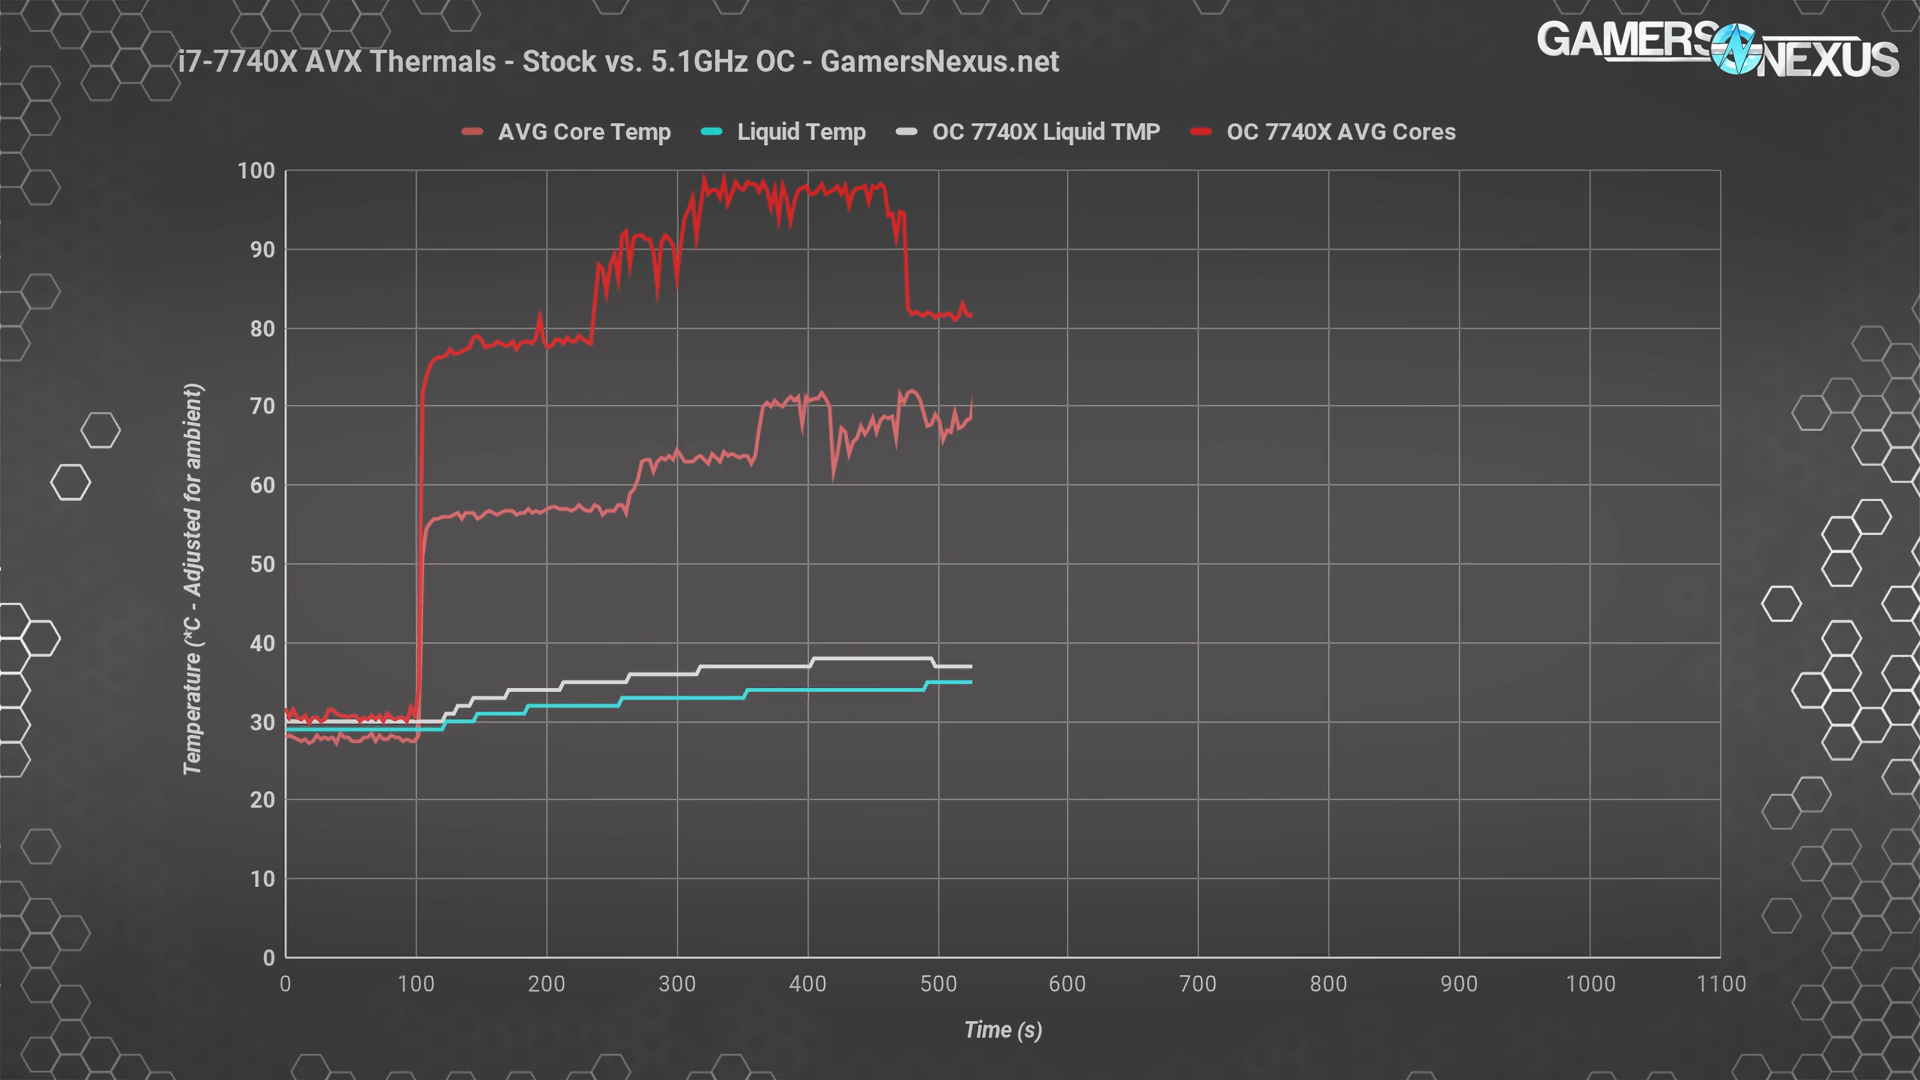 i7-7740X AVX Thermals - Stock vs. 5.1GHz OC - GamersNexus.net
GAMERS NEXUS
AVG Core Temp Liquid Temp OC 7740X Liquid TMP OC 7740X AVG Cores
100
90
80
70
60
50
40
30
20
10
0
Temperature (*C - Adjusted for ambient)
0 100 200 300 400 500 600 700 800 900 1000 1100
Time (s)